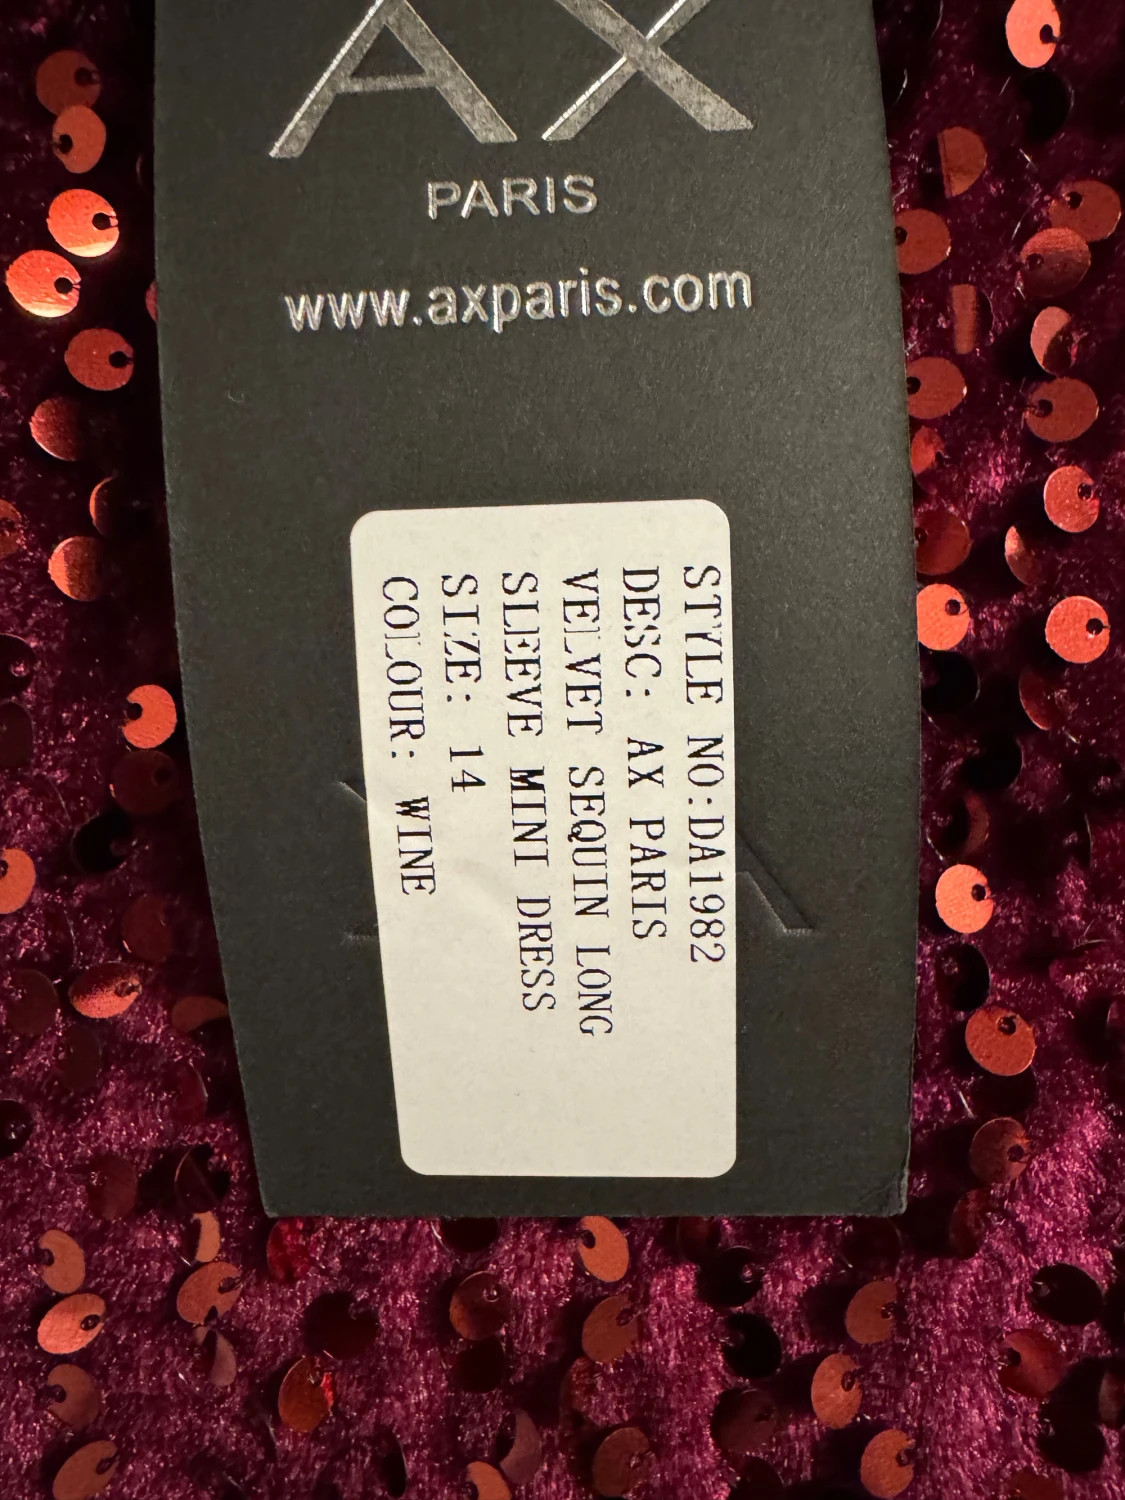 AX
PARIS
www.axparis.com
STYLE NO:DA1982
DESC: AX PARIS
VELVET SEQUIN LONG
SLEEVE MINI DRESS
SIZE: 14
COLOUR: WINE